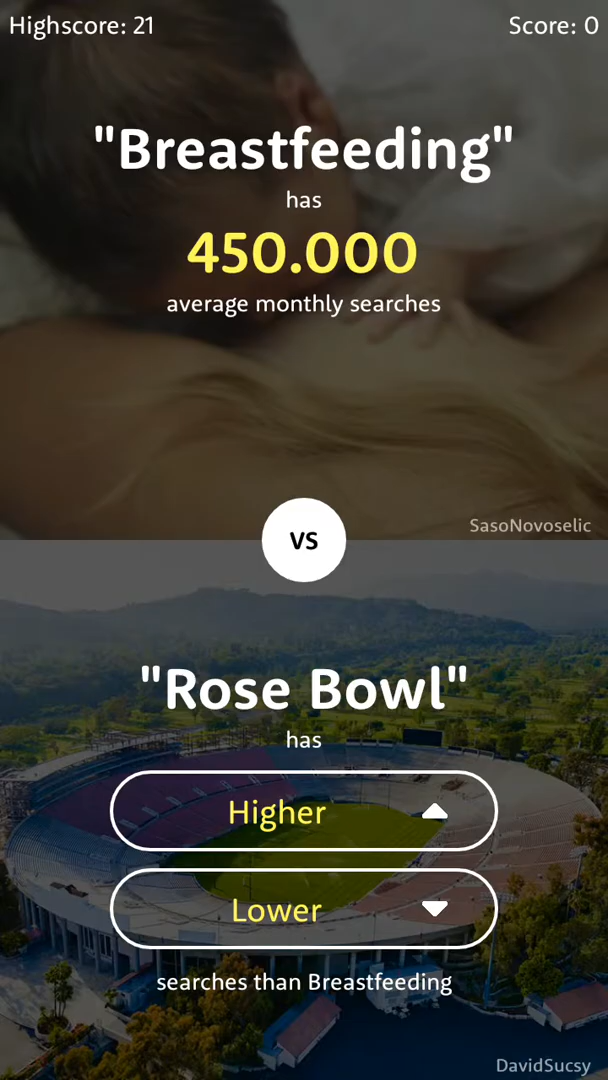 Highscore: 21
Score: 0
"Breastfeeding"
has
450.000
average monthly searches
SasoNovoselic
VS
"Rose Bowl"
has
Higher
Lower
searches than Breastfeeding
DavidSucsy